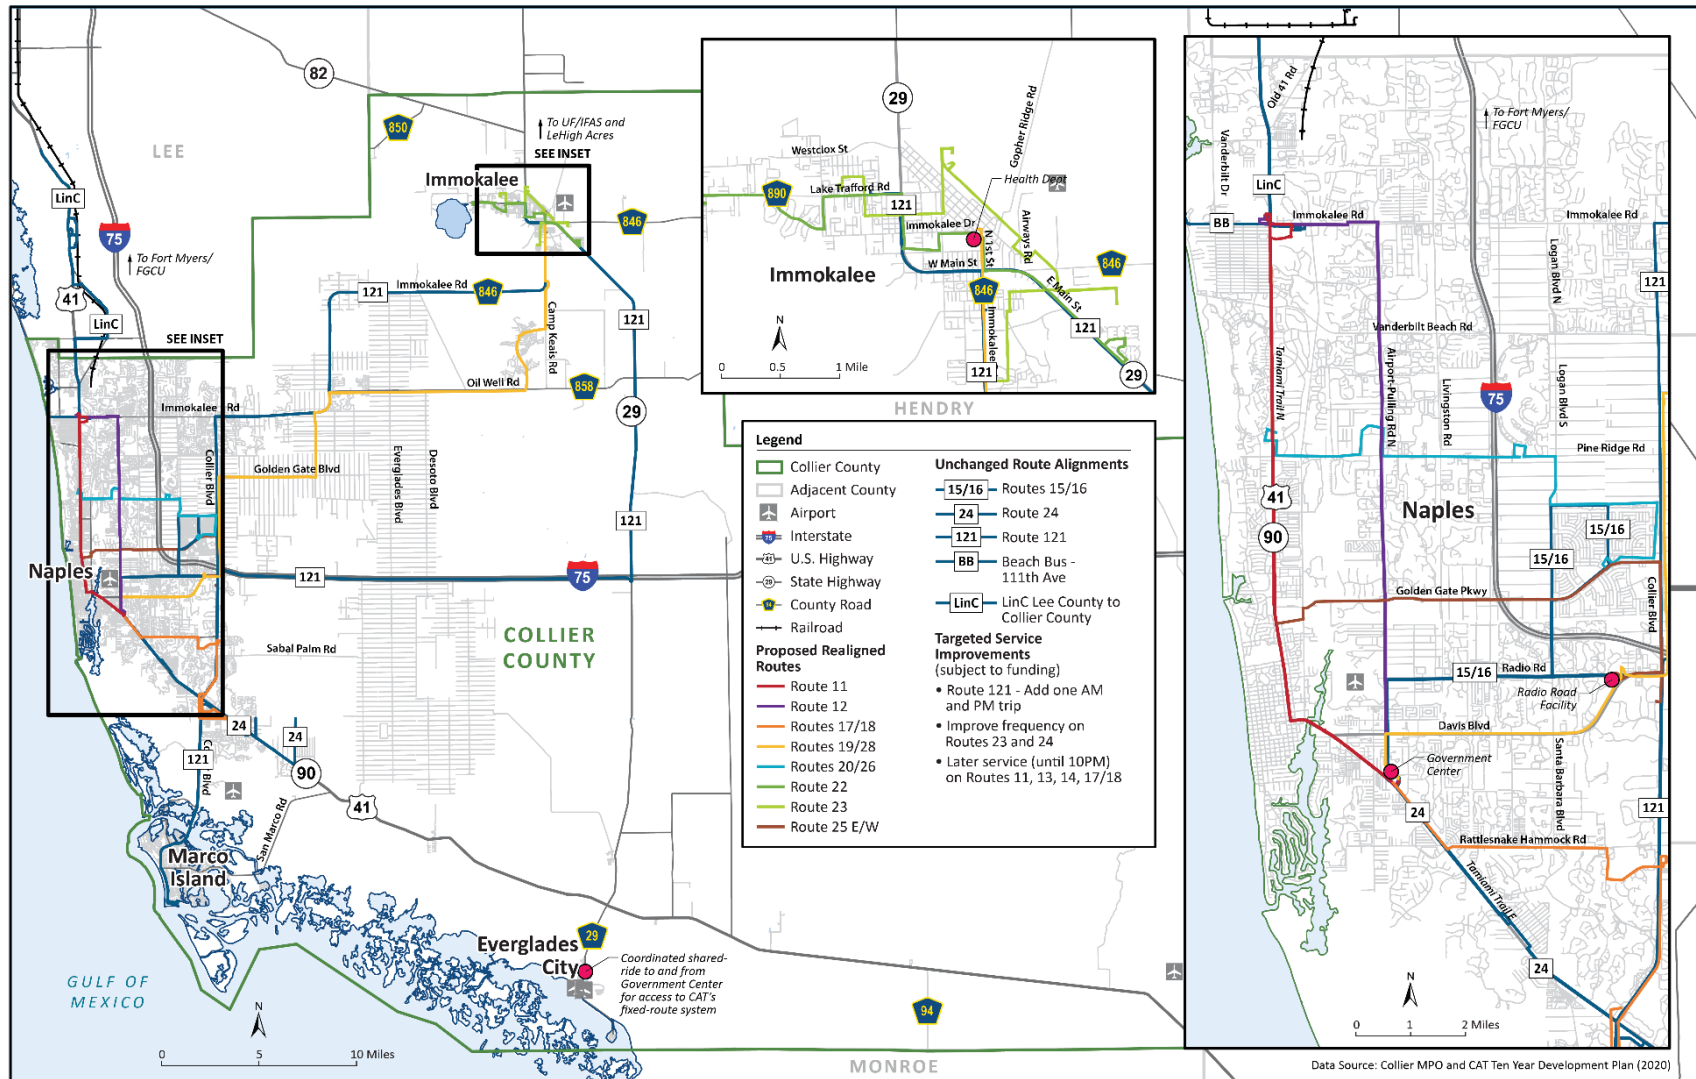 82
850
To UF/IFAS and
LeHigh Acres
SEE INSET
LEE
Immokalee
LinC
75
846
To Fort Myers/
FGCU
41
LinC
121
Immokalee Rd
846
121
Camp Keais Rd
SEE INSET
Oil Well Rd
858
29
Immokalee Rd
Collier Blvd
Golden Gate Blvd
Everglades Blvd
Desoto Blvd
121
Naples
121
75
COLLIER
COUNTY
Sabal Palm Rd
24
24
121
90
41
San Marco Rd
Marco
Island
Everglades
City
29
Coordinated shared-
ride to and from
Government Center
for access to CAT's
fixed-route system
GULF OF
MEXICO
N
0 5 10 Miles
94
MONROE
29
Gopher Ridge Rd
Westclox St
Health Dept
890
Lake Trafford Rd
121
Immokalee Dr
Airways Rd
N 1st St
W Main St
846
Immokalee
846
E Main St
N
Immokalee
121
121
29
0 0.5 1 Mile
HENDRY
Legend
Collier County
Adjacent County
Airport
75 Interstate
41 U.S. Highway
29 State Highway
14 County Road
Railroad
Proposed Realigned
Routes
Route 11
Route 12
Routes 17/18
Routes 19/28
Routes 20/26
Route 22
Route 23
Route 25 E/W
Unchanged Route Alignments
15/16 Routes 15/16
24 Route 24
121 Route 121
BB Beach Bus -
111th Ave
LinC LinC Lee County to
Collier County
Targeted Service
Improvements
(subject to funding)
• Route 121 - Add one AM
and PM trip
• Improve frequency on
Routes 23 and 24
• Later service (until 10PM)
on Routes 11, 13, 14, 17/18
Old 41 Rd
To Fort Myers/
FGCU
Vanderbilt Dr
LinC
BB
Immokalee Rd
Immokalee Rd
Logan Blvd N
121
Vanderbilt Beach Rd
Tamiami Trail N
Airport-Pulling Rd N
Livingston Rd
75
Logan Blvd S
Pine Ridge Rd
41
Naples
90
15/16
15/16
Golden Gate Pkwy
Collier Blvd
15/16
Radio Rd
Radio Road
Facility
Davis Blvd
Government
Center
Santa Barbara Blvd
121
24
Rattlesnake Hammock Rd
Tamiami Trail E
24
N
0 1 2 Miles
Data Source: Collier MPO and CAT Ten Year Development Plan (2020)